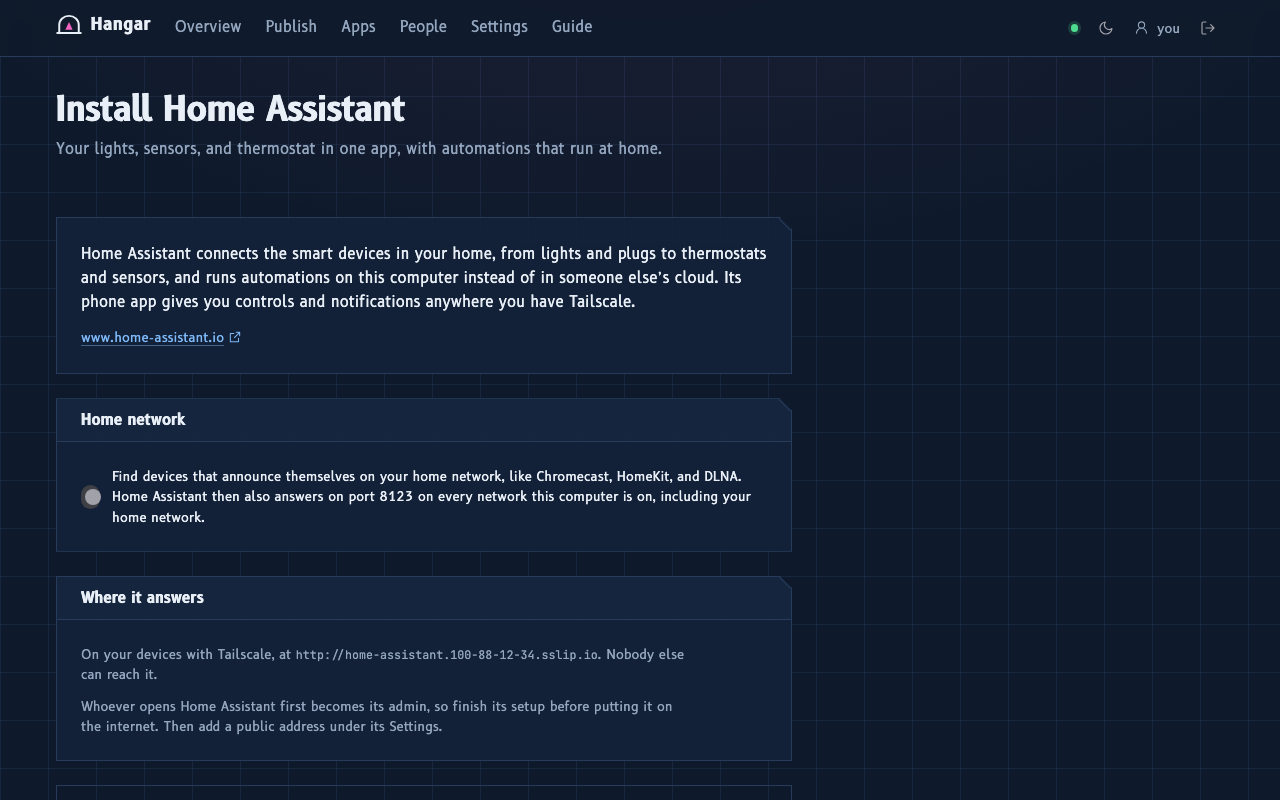 Hangar Overview Publish Apps People Settings Guide you
Install Home Assistant
Your lights, sensors, and thermostat in one app, with automations that run at home.
Home Assistant connects the smart devices in your home, from lights and plugs to thermostats
and sensors, and runs automations on this computer instead of in someone else's cloud. Its
phone app gives you controls and notifications anywhere you have Tailscale.
www.home-assistant.io
Home network
Find devices that announce themselves on your home network, like Chromecast, HomeKit, and DLNA.
Home Assistant then also answers on port 8123 on every network this computer is on, including your
home network.
Where it answers
On your devices with Tailscale, at http://home-assistant.100-88-12-34.sslip.io. Nobody else
can reach it.
Whoever opens Home Assistant first becomes its admin, so finish its setup before putting it on
the internet. Then add a public address under its Settings.